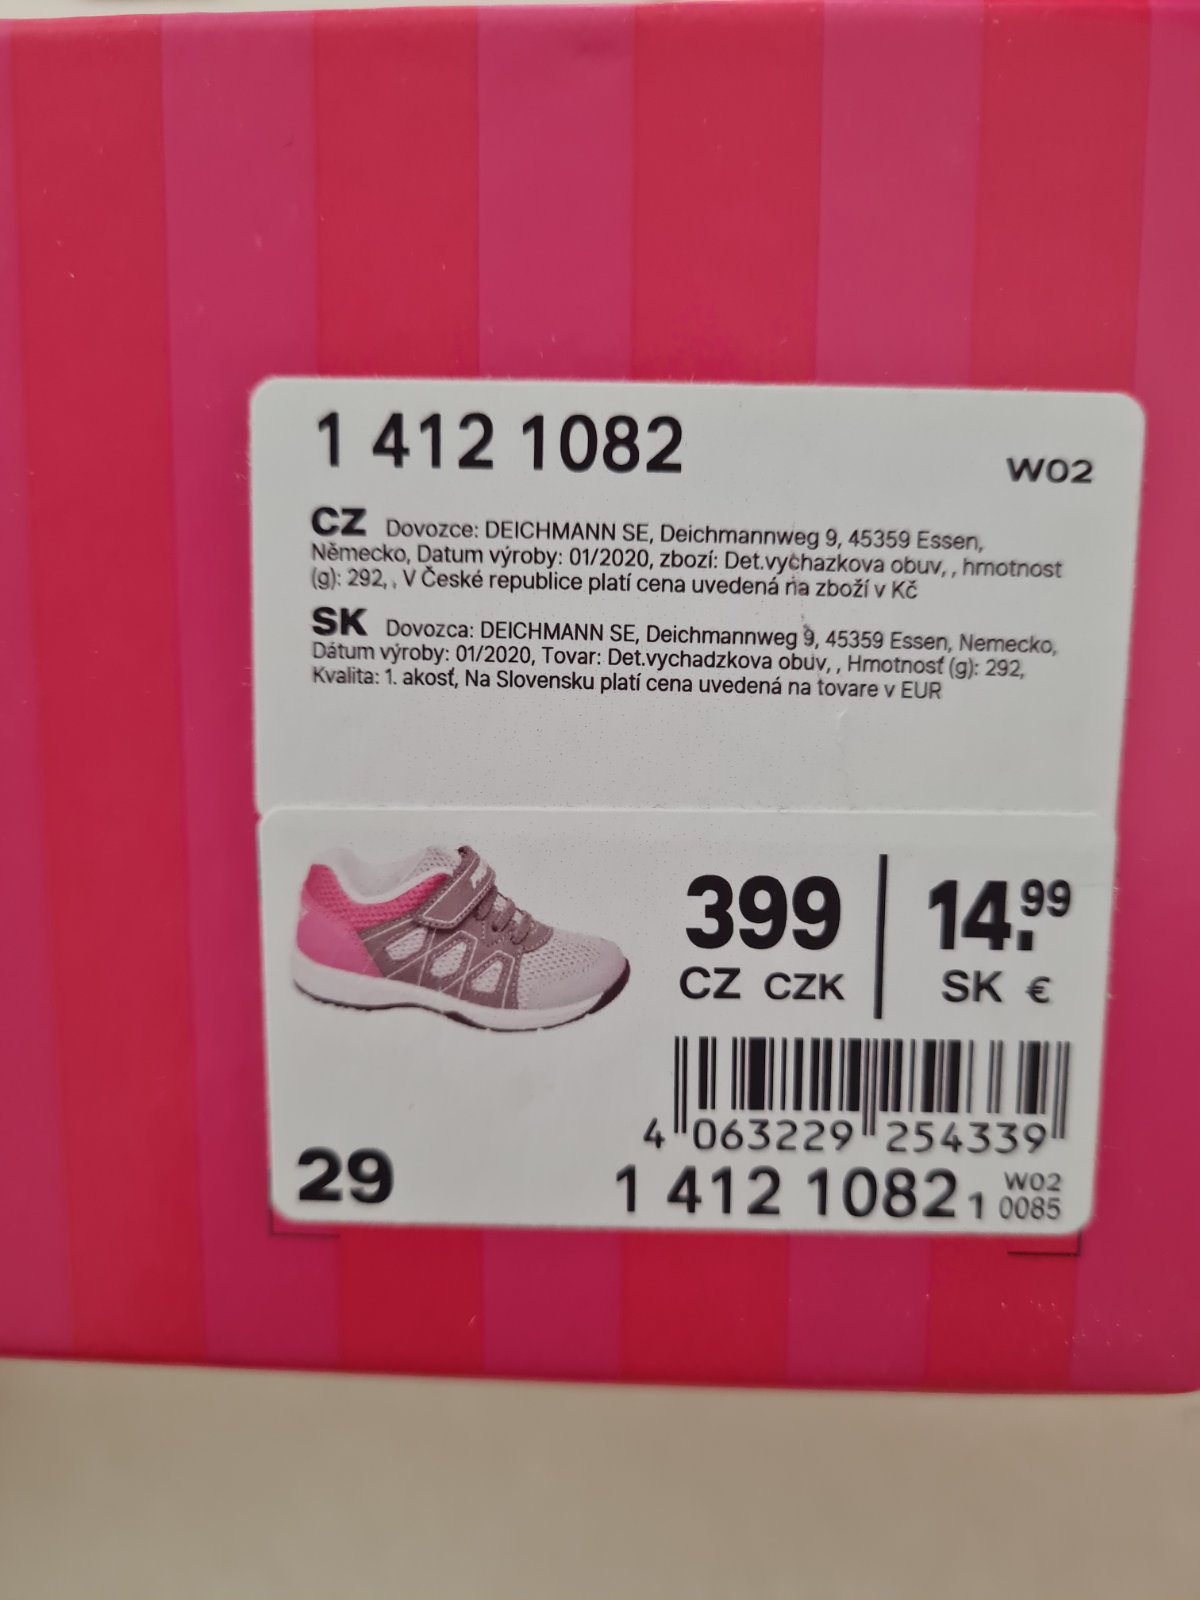 1 412 1082
W02
CZ Dovozce: DEICHMANN SE, Deichmannweg 9, 45359 Essen,
Německo, Datum výroby: 01/2020, zbozí: Det.vychazkova obuv, , hmotnost
(g): 292, , V České republice platí cena uvedená na zboží v Kč
SK Dovozca: DEICHMANN SE, Deichmannweg 9, 45359 Essen, Nemecko,
Dátum výroby: 01/2020, Tovar: Det.vychadzkova obuv, , Hmotnosť (g): 292,
Kvalita: 1. akosť, Na Slovensku platí cena uvedená na tovare v EUR
399
CZ CZK
14.99
SK €
4 063229 254339
29
1 412 1082 1
W02
0085